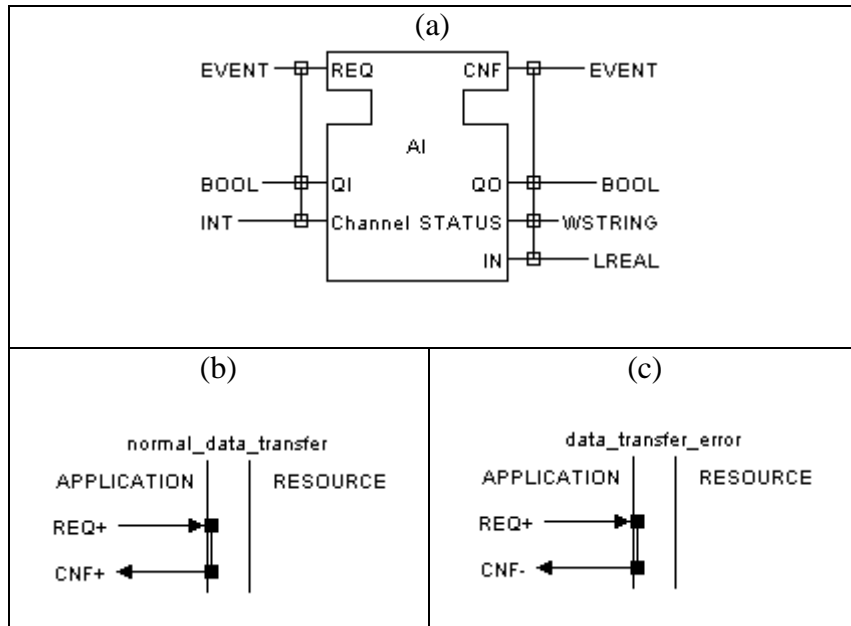 (a)
EVENT REQ CNF EVENT
AI
BOOL QI QO BOOL
INT Channel STATUS WSTRING
IN LREAL
(b)
normal_data_transfer
APPLICATION RESOURCE
REQ+
CNF+
(c)
data_transfer_error
APPLICATION RESOURCE
REQ+
CNF-